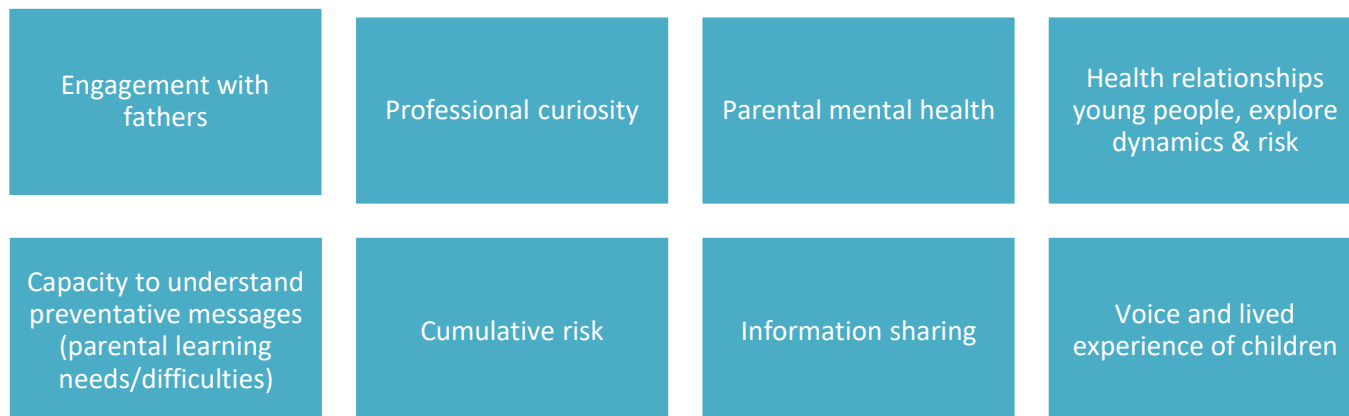 Engagement with
fathers
Professional curiosity
Parental mental health
Health relationships
young people, explore
dynamics & risk
Capacity to understand
preventative messages
(parental learning
needs/difficulties)
Cumulative risk
Information sharing
Voice and lived
experience of children